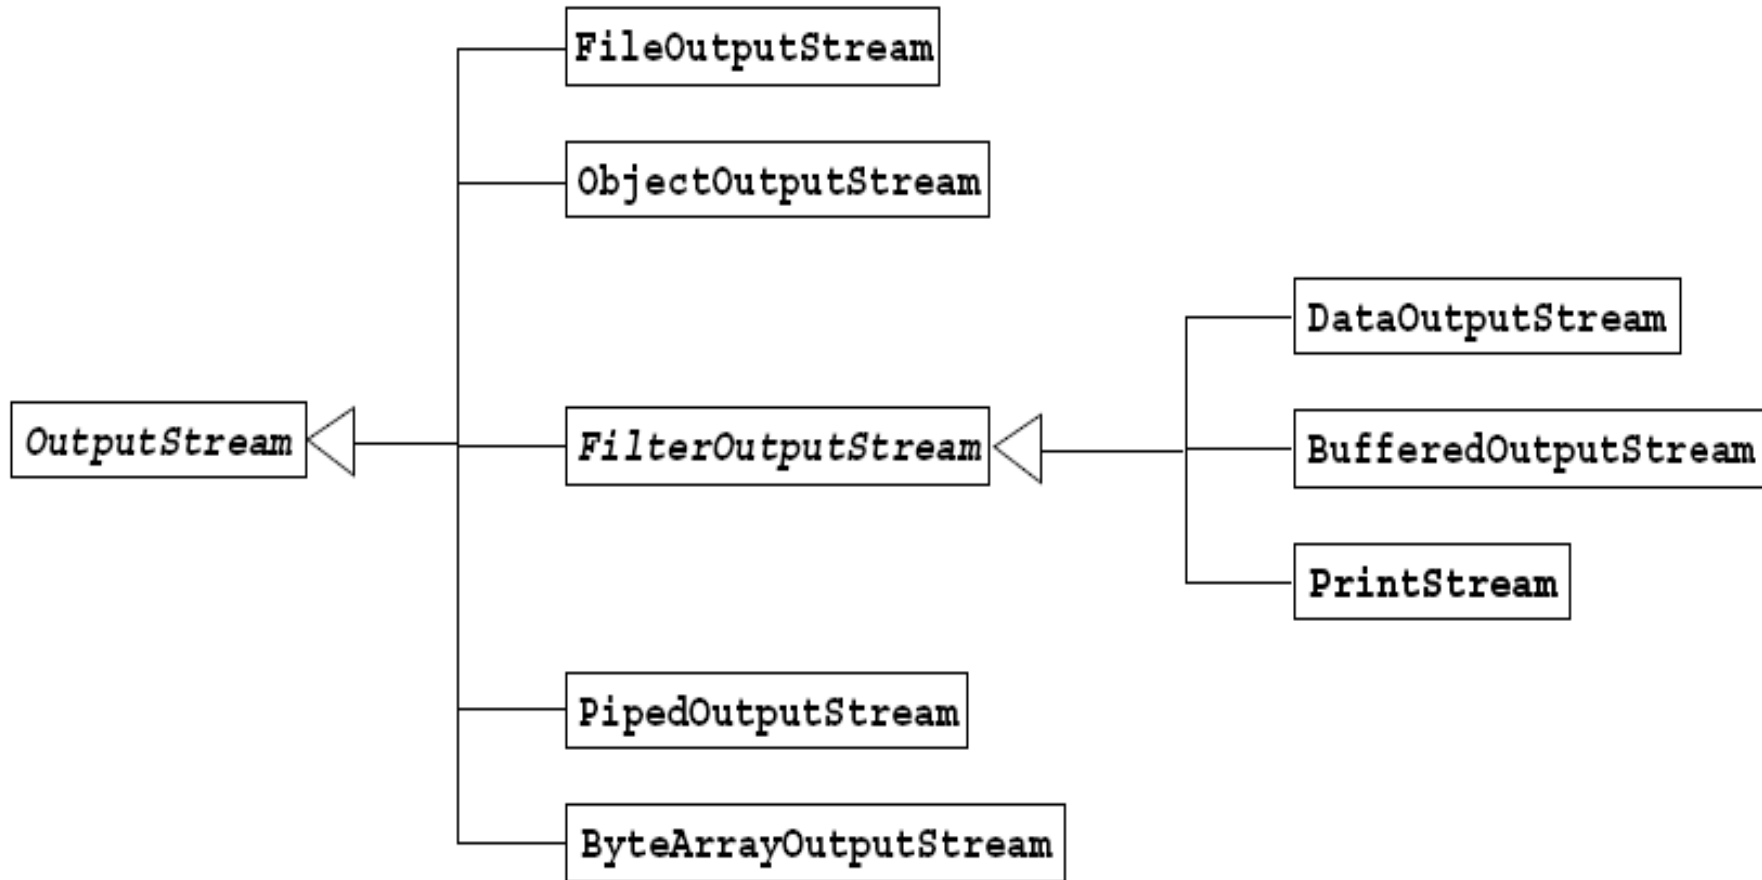 FileOutputStream
ObjectOutputStream
DataOutputStream
OutputStream
FilterOutputStream
BufferedOutputStream
PrintStream
PipedOutputStream
ByteArrayOutputStream